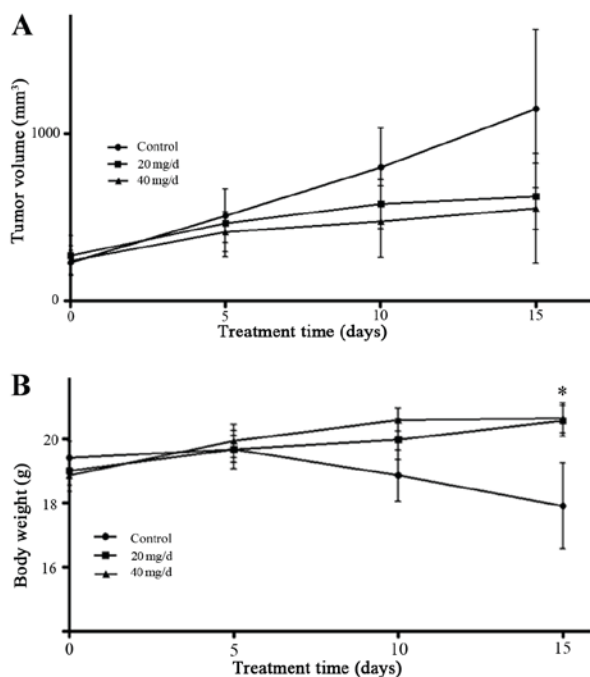 A
Tumor volume (mm³)
1000
0
Control
20 mg/d
40 mg/d
0 5 10 15
Treatment time (days)
B
Body weight (g)
20
18
16
*
Control
20 mg/d
40 mg/d
0 5 10 15
Treatment time (days)